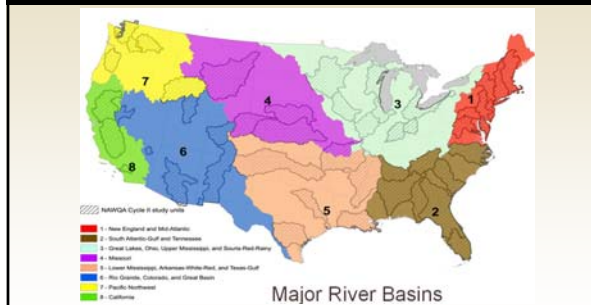 7
4
3
1
6
8
5
2
NAWQA Cycle II study units
1 - New England and Mid-Atlantic
2 - South Atlantic-Gulf and Tennessee
3 - Great Lakes, Ohio, Upper Mississippi, and Souris-Red-Rainy
4 - Missouri
5 - Lower Mississippi, Arkansas-White-Red, and Texas-Gulf
6 - Rio Grande, Colorado, and Great Basin
7 - Pacific Northwest
8 - California
Major River Basins